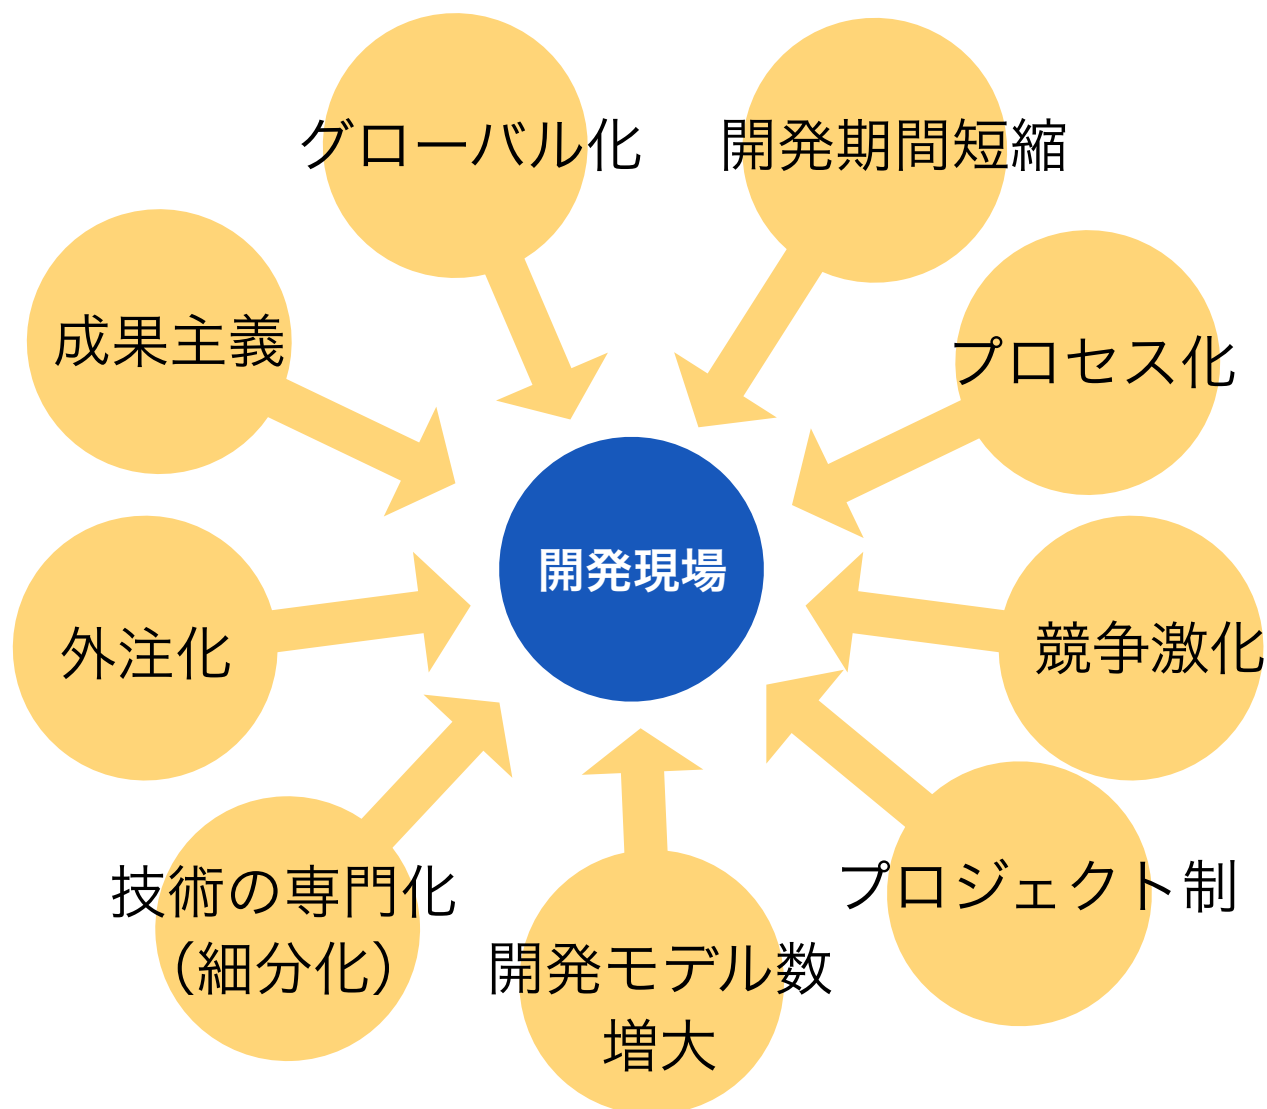 グローバル化
開発期間短縮
成果主義
プロセス化
開発現場
外注化
競争激化
技術の専門化
（細分化）
プロジェクト制
開発モデル数
増大